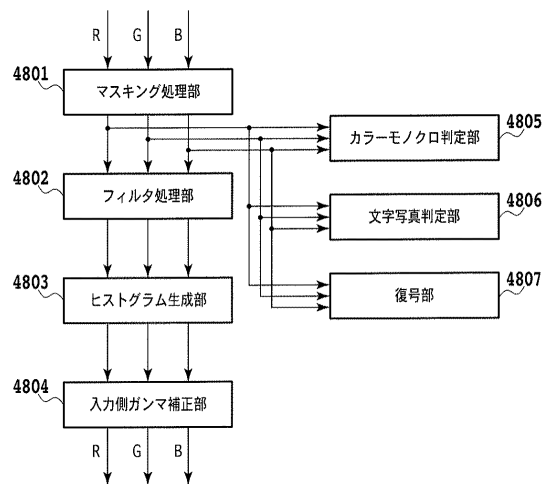 R G B
4801
マスキング処理部
4805
カラーモノクロ判定部
4802
フィルタ処理部
4806
文字写真判定部
4803
ヒストグラム生成部
4807
復号部
4804
入力側ガンマ補正部
R G B